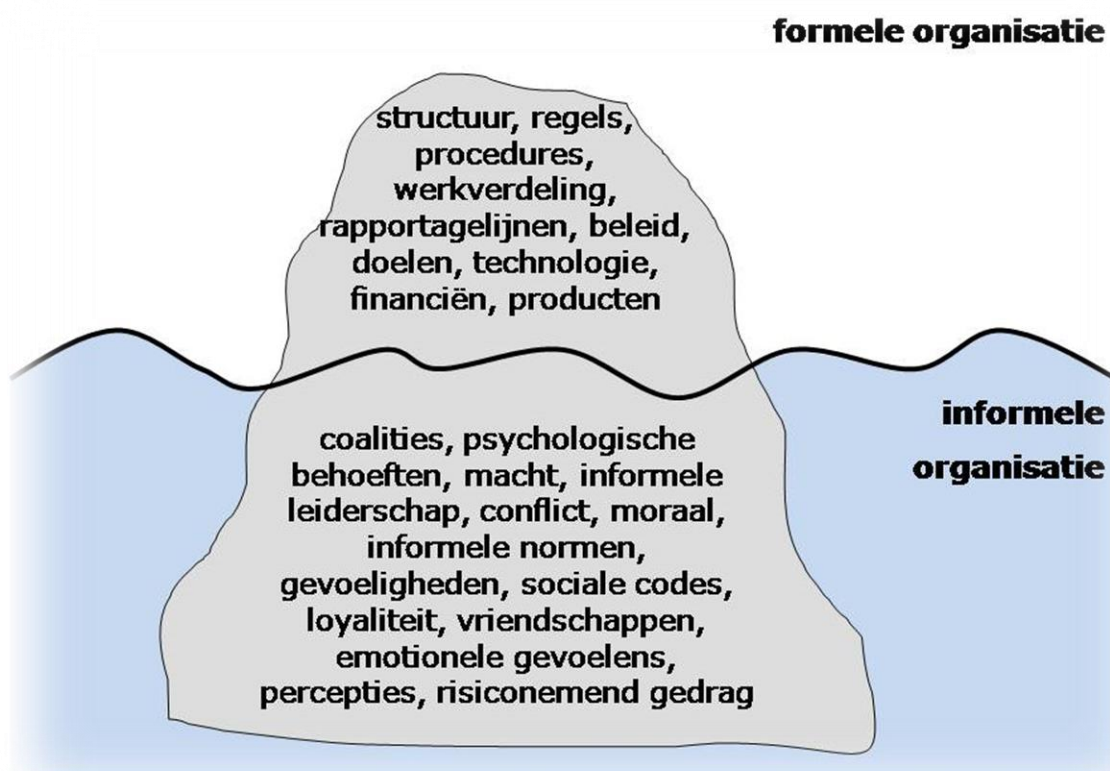 formele organisatie
structuur, regels,
procedures,
werkverdeling,
rapportagelijnen, beleid,
doelen, technologie,
financiën, producten
informele
organisatie
coalities, psychologische
behoeften, macht, informele
leiderschap, conflict, moraal,
informele normen,
gevoeligheden, sociale codes,
loyaliteit, vriendschappen,
emotionele gevoelens,
percepties, risiconemend gedrag